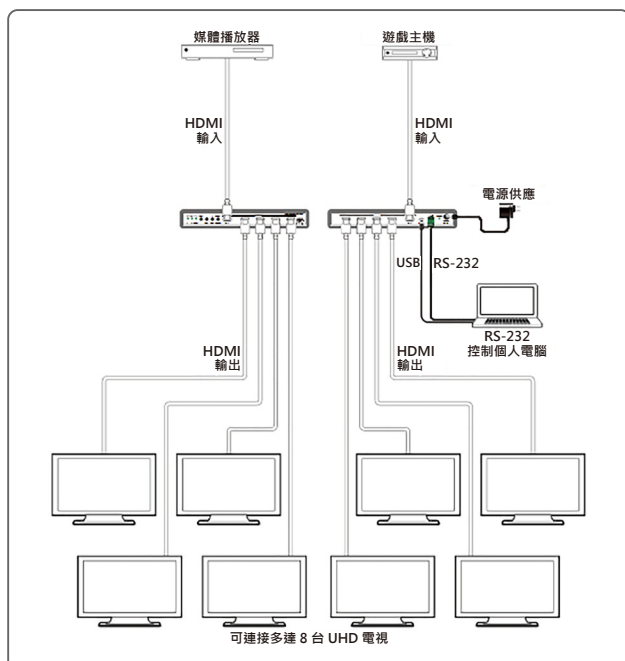 媒體播放器
遊戲主機
HDMI
輸入
HDMI
輸入
電源供應
USB
RS-232
RS-232
控制個人電腦
HDMI
輸出
HDMI
輸出
可連接多達 8 台 UHD 電視